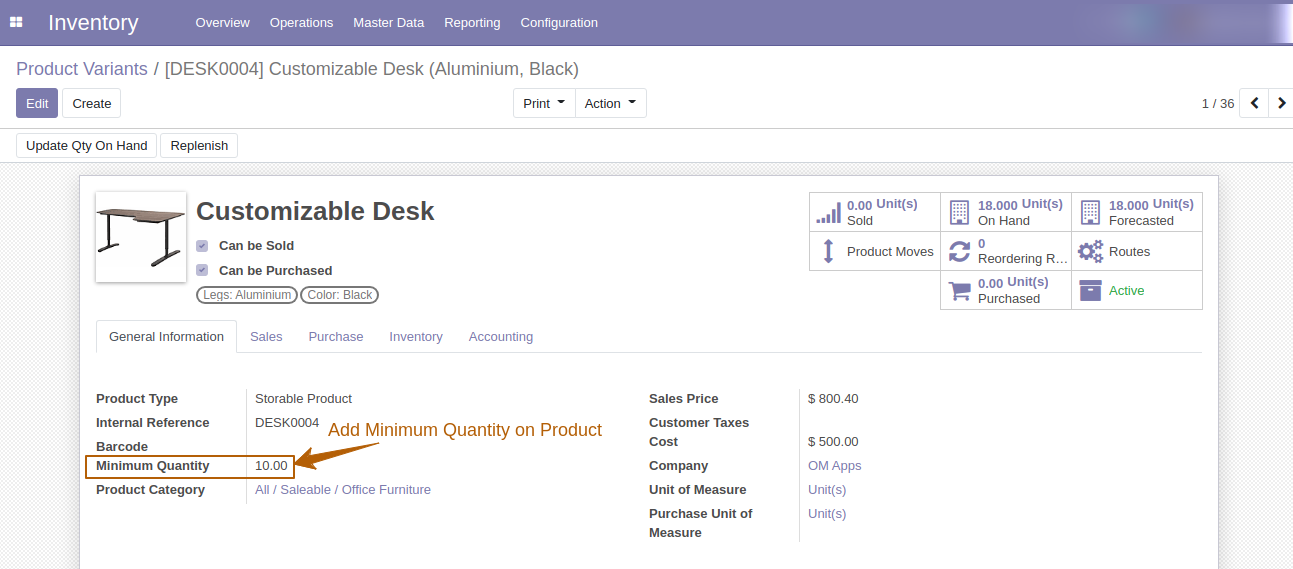 Inventory Overview Operations Master Data Reporting Configuration
Product Variants / [DESK0004] Customizable Desk (Aluminium, Black)
Edit Create Print Action 1 / 36
Update Qty On Hand Replenish
Customizable Desk
Can be Sold
Can be Purchased
Legs: Aluminium Color: Black
0.00 Unit(s)
Sold
18.000 Unit(s)
On Hand
18.000 Unit(s)
Forecasted
Product Moves
0
Reordering R...
Routes
0.00 Unit(s)
Purchased
Active
General Information Sales Purchase Inventory Accounting
Product Type Storable Product
Internal Reference DESK0004
Barcode
Minimum Quantity 10.00
Product Category All / Saleable / Office Furniture
Add Minimum Quantity on Product
Sales Price $ 800.40
Customer Taxes
Cost $ 500.00
Company OM Apps
Unit of Measure Unit(s)
Purchase Unit of Unit(s)
Measure